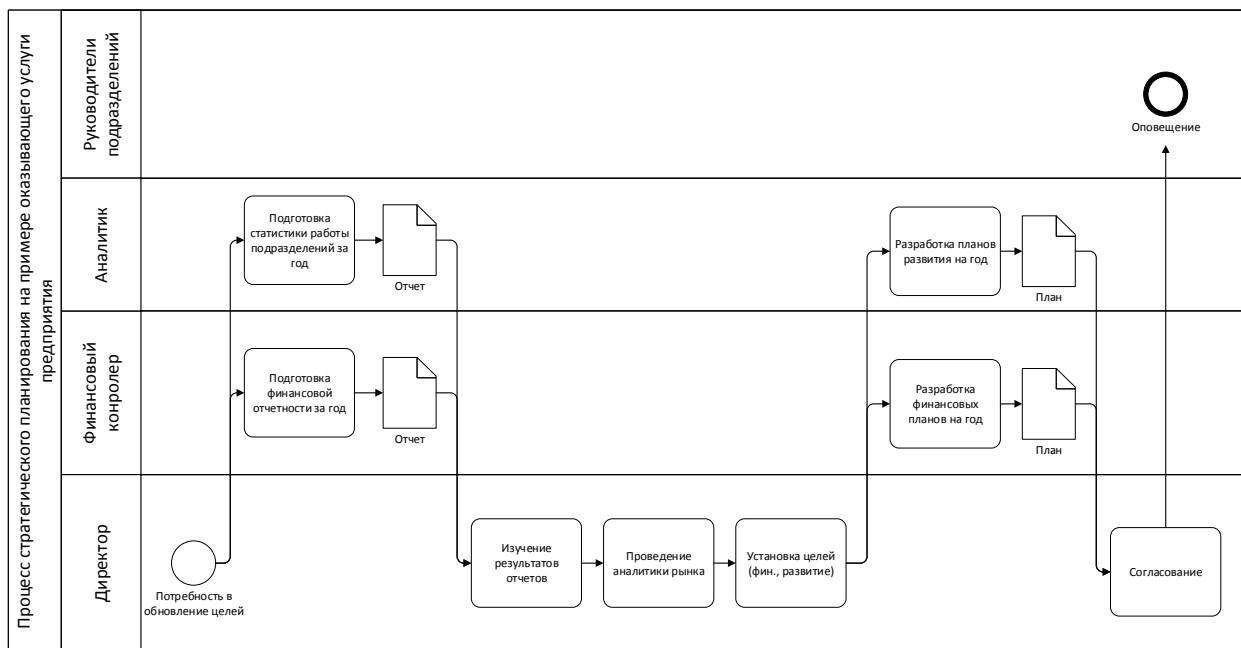 Процесс стратегического планирования на примере оказывающего услуги
предприятия
Руководители
подразделений
Оповещение
Аналитик
Подготовка
статистики работы
подразделений за
год
Отчет
Разработка планов
развития на год
План
Финансовый
конролер
Подготовка
финансовой
отчетности за год
Отчет
Разработка
финансовых
планов на год
План
Директор
Потребность в
обновление целей
Изучение
результатов
отчетов
Проведение
аналитики рынка
Установка целей
(фин., развитие)
Согласование